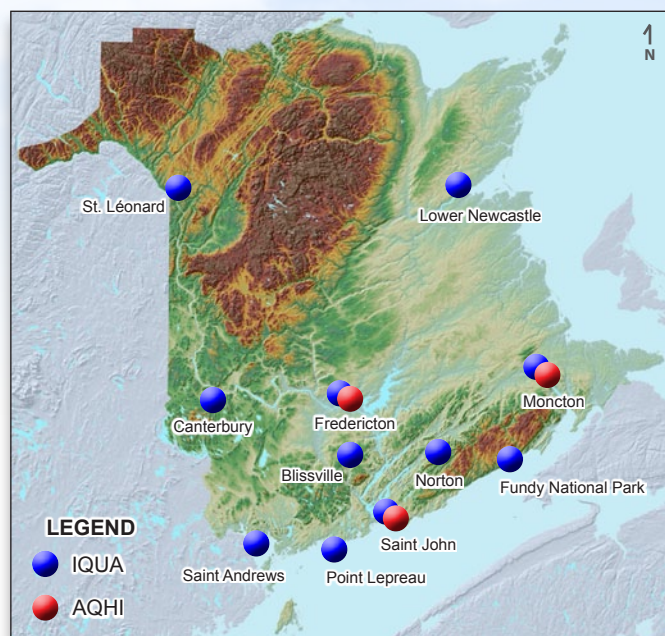 N
St. Léonard
Lower Newcastle
Moncton
Canterbury
Fredericton
Blissville
Norton
Fundy National Park
LEGEND
IQUA
Saint John
Saint Andrews
Point Lepreau
AQHI